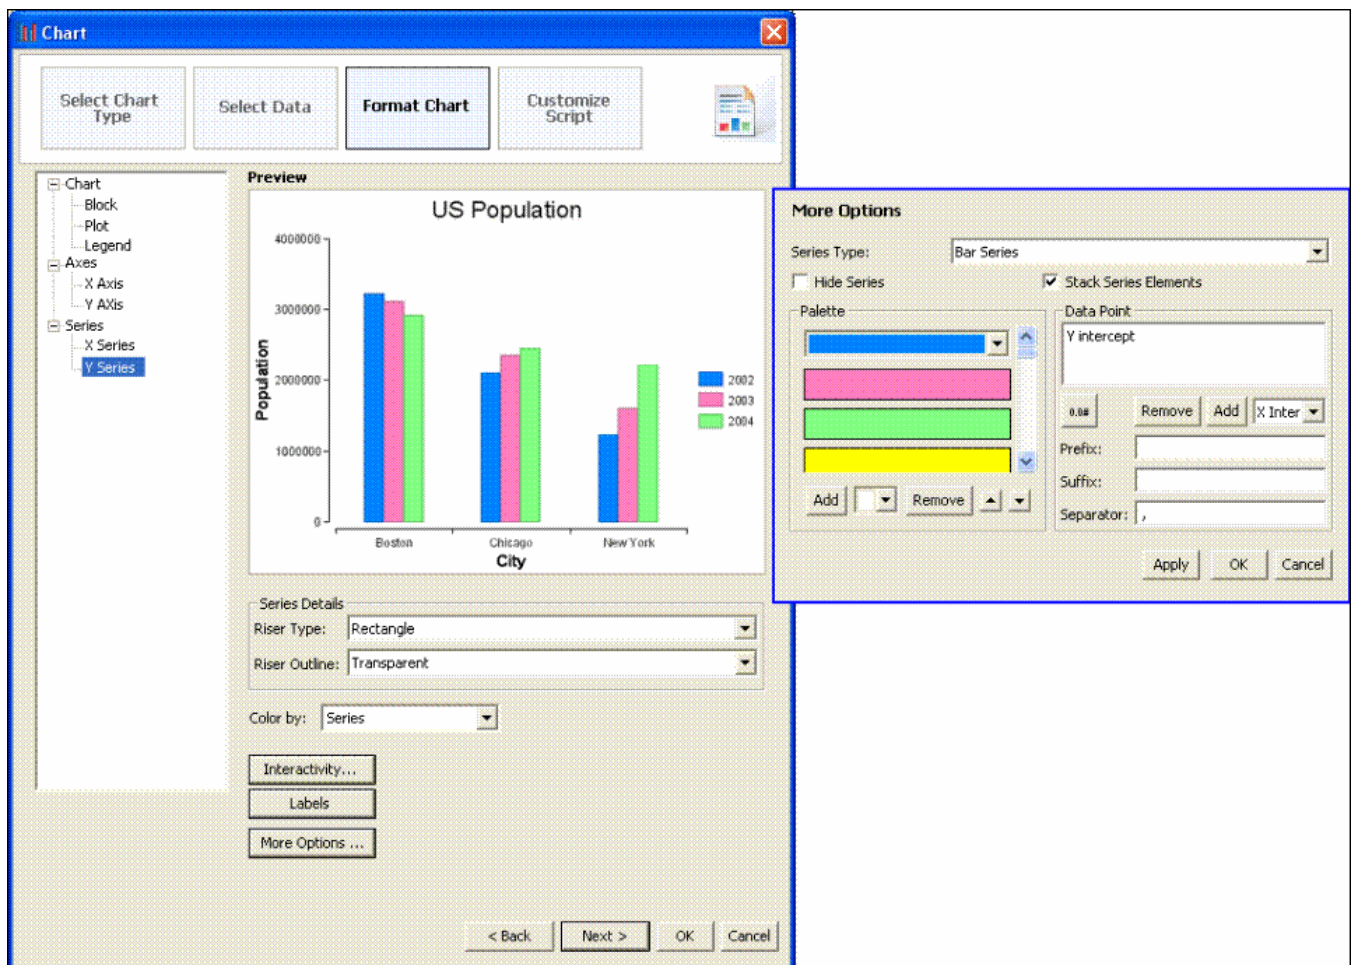 Chart
Select Chart Type
Select Data
Format Chart
Customize Script
Chart
Block
Plot
Legend
Axes
X Axis
Y AXis
Series
X Series
Y Series
Preview
US Population
4000000
3000000
2000000
1000000
0
Population
Boston
Chicago
New York
City
2002
2003
2004
Series Details
Riser Type: Rectangle
Riser Outline: Transparent
Color by: Series
Interactivity...
Labels
More Options ...
< Back
Next >
OK
Cancel
More Options
Series Type: Bar Series
Hide Series
Stack Series Elements
Palette
Add
Remove
Data Point
Y intercept
0.0#
Remove
Add
X Inter
Prefix:
Suffix:
Separator: ,
Apply
OK
Cancel